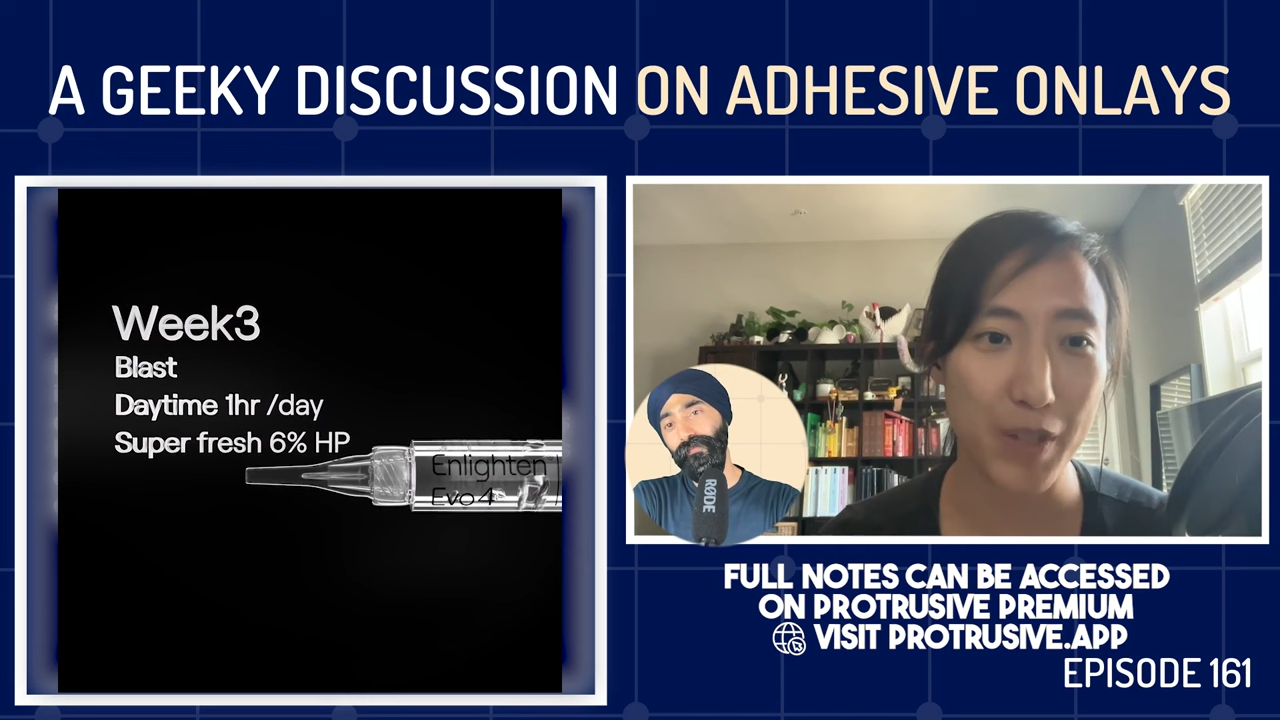 A GEEKY DISCUSSION ON ADHESIVE ONLAYS
Week3
Blast
Daytime 1hr /day
Super fresh 6% HP
Enlighten
Evo4
RØDE
FULL NOTES CAN BE ACCESSED
ON PROTRUSIVE PREMIUM
VISIT PROTRUSIVE.APP
EPISODE 161